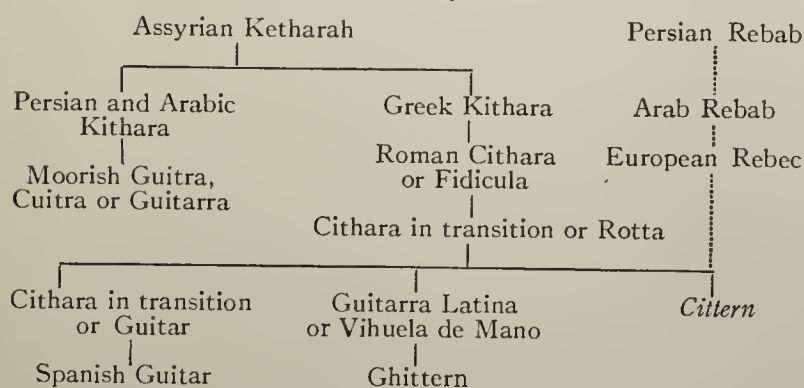 Assyrian Ketharah
Persian Rebab
Persian and Arabic
Kithara
Greek Kithara
Arab Rebab
Moorish Guitra,
Cuitra or Guitarra
Roman Cithara
or Fidicula
European Rebec
Cithara in transition or Rotta
Cithara in transition
or Guitar
Guitarra Latina
or Vihuela de Mano
Cittern
Spanish Guitar
Ghittern